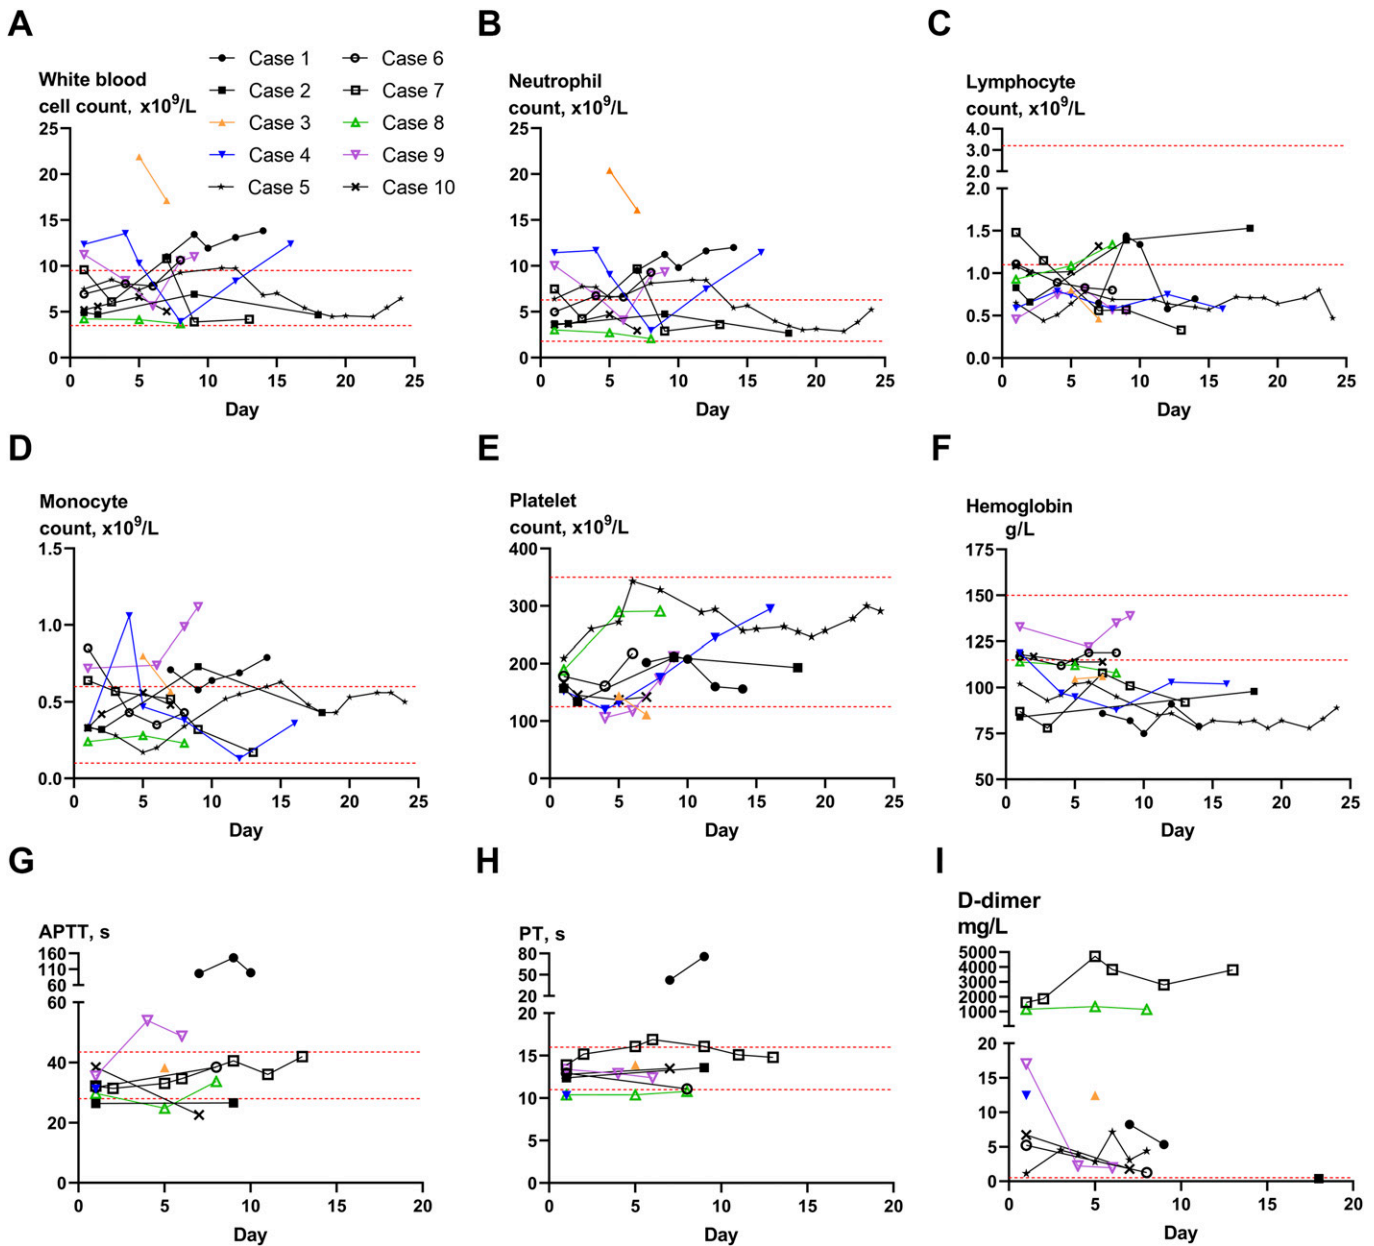 A
White blood
cell count, x10⁹/L
Case 1
Case 2
Case 3
Case 4
Case 5
Case 6
Case 7
Case 8
Case 9
Case 10
25
20
15
10
5
0
0 5 10 15 20 25
Day
B
Neutrophil
count, x10⁹/L
25
20
15
10
5
0
0 5 10 15 20 25
Day
C
Lymphocyte
count, x10⁹/L
4.0
3.0
2.0
2.0
1.5
1.0
0.5
0.0
0 5 10 15 20 25
Day
D
Monocyte
count, x10⁹/L
1.5
1.0
0.5
0.0
0 5 10 15 20 25
Day
E
Platelet
count, x10⁹/L
400
300
200
100
0
0 5 10 15 20 25
Day
F
Hemoglobin
g/L
175
150
125
100
75
50
0 5 10 15 20 25
Day
G
APTT, s
160
110
60
60
40
20
0
0 5 10 15 20
Day
H
PT, s
80
50
20
20
15
10
5
0
0 5 10 15 20
Day
I
D-dimer
mg/L
5000
4000
3000
2000
1000
20
15
10
5
0
0 5 10 15 20
Day